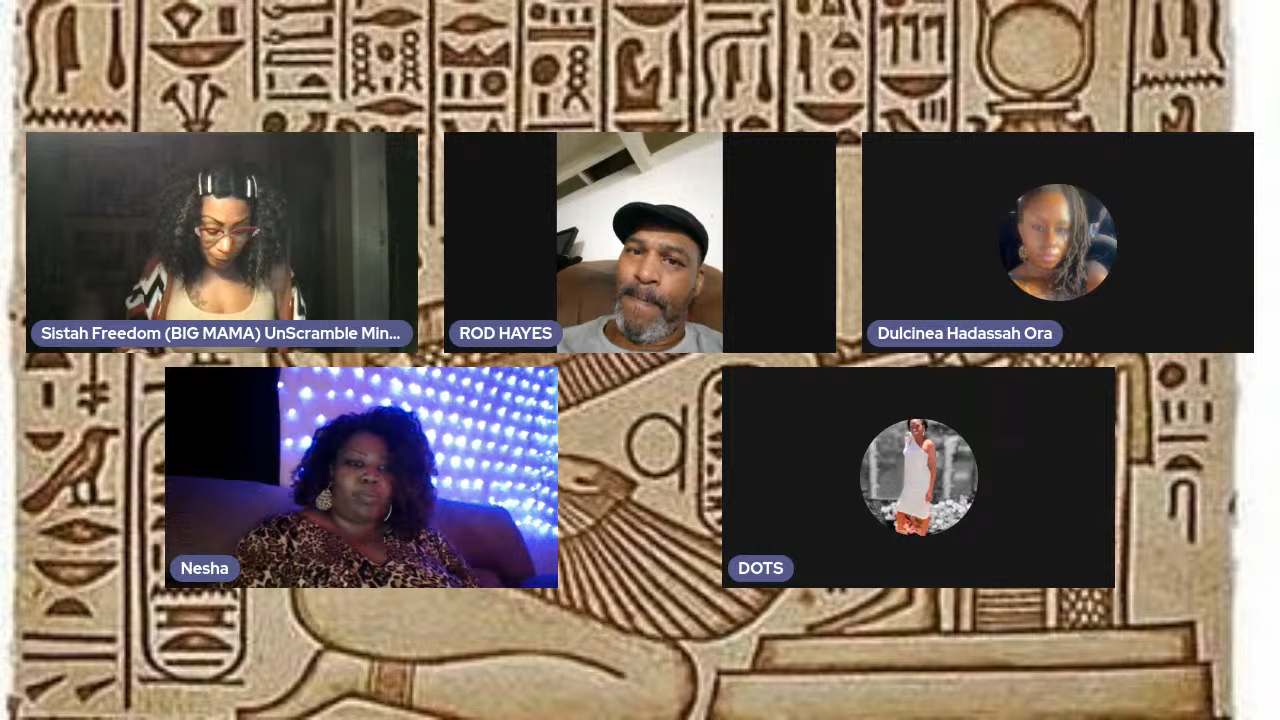 Sistah Freedom (BIG MAMA) UnScramble Min...
ROD HAYES
Dulcinea Hadassah Ora
Nesha
DOTS